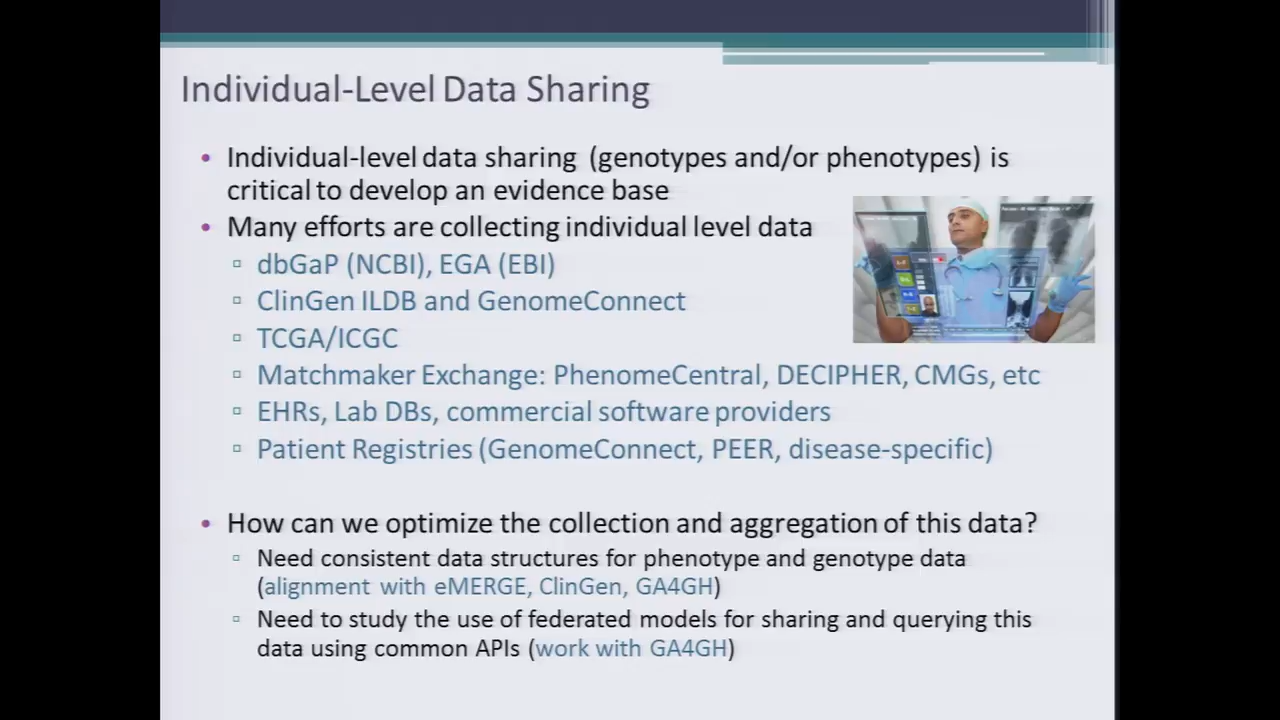 Individual-Level Data Sharing
• Individual-level data sharing (genotypes and/or phenotypes) is
critical to develop an evidence base
• Many efforts are collecting individual level data
▫ dbGaP (NCBI), EGA (EBI)
▫ ClinGen ILDB and GenomeConnect
▫ TCGA/ICGC
▫ Matchmaker Exchange: PhenomeCentral, DECIPHER, CMGs, etc
▫ EHRs, Lab DBs, commercial software providers
▫ Patient Registries (GenomeConnect, PEER, disease-specific)
• How can we optimize the collection and aggregation of this data?
▫ Need consistent data structures for phenotype and genotype data
(alignment with eMERGE, ClinGen, GA4GH)
▫ Need to study the use of federated models for sharing and querying this
data using common APIs (work with GA4GH)